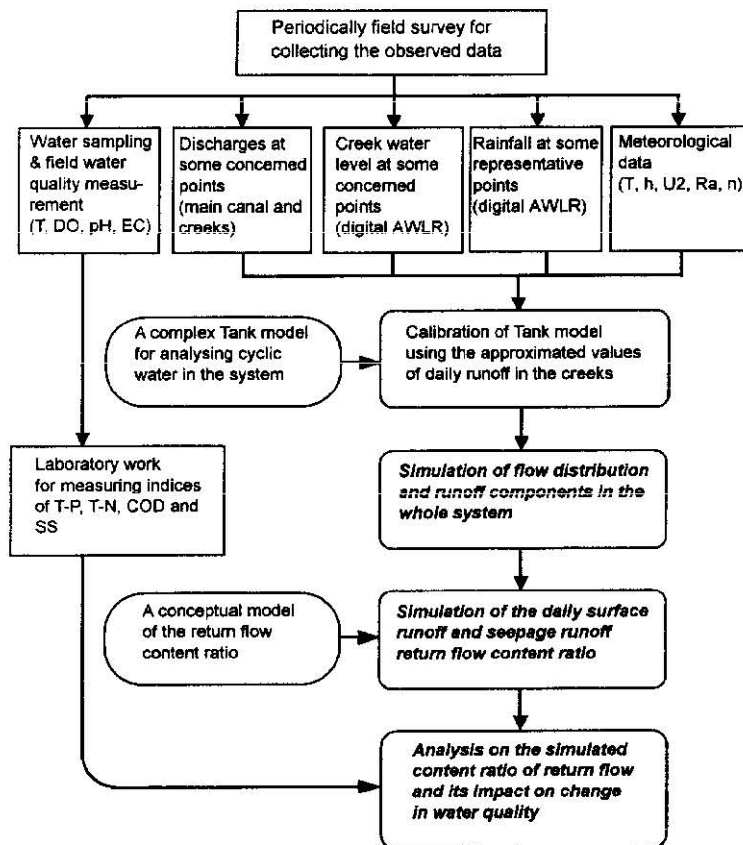 Periodically field survey for
collecting the observed data
Water sampling
& field water
quality measu-
rement
(T, DO, pH, EC)
Discharges at
some concerned
points
(main canal and
creeks)
Creek water
level at some
concerned
points
(digital AWLR)
Rainfall at some
representative
points
(digital AWLR)
Meteorological
data
(T, h, U2, Ra, n)
A complex Tank model
for analysing cyclic
water in the system
Calibration of Tank model
using the approximated values
of daily runoff in the creeks
Laboratory work
for measuring indices
of T-P, T-N, COD and
SS
Simulation of flow distribution
and runoff components in the
whole system
A conceptual model
of the return flow
content ratio
Simulation of the daily surface
runoff and seepage runoff
return flow content ratio
Analysis on the simulated
content ratio of return flow
and its impact on change
in water quality